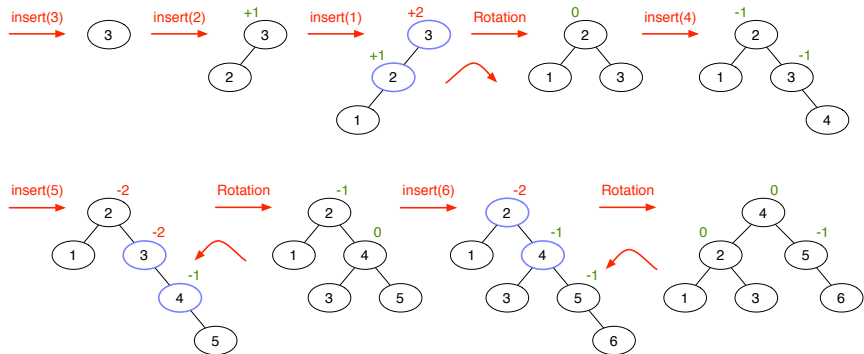 insert(3) insert(2) +1 insert(1) +2 Rotation 0 insert(4) -1
3 3 3 2 2
+1 -1
2 2 1 3 1 3
1 4
insert(5) -2 Rotation -1 insert(6) -2 Rotation 0
2 2 2 4
-2 0 -1 0 -1
1 3 1 4 1 4 2 5
-1 -1
4 3 5 3 5 1 3 6
5 6